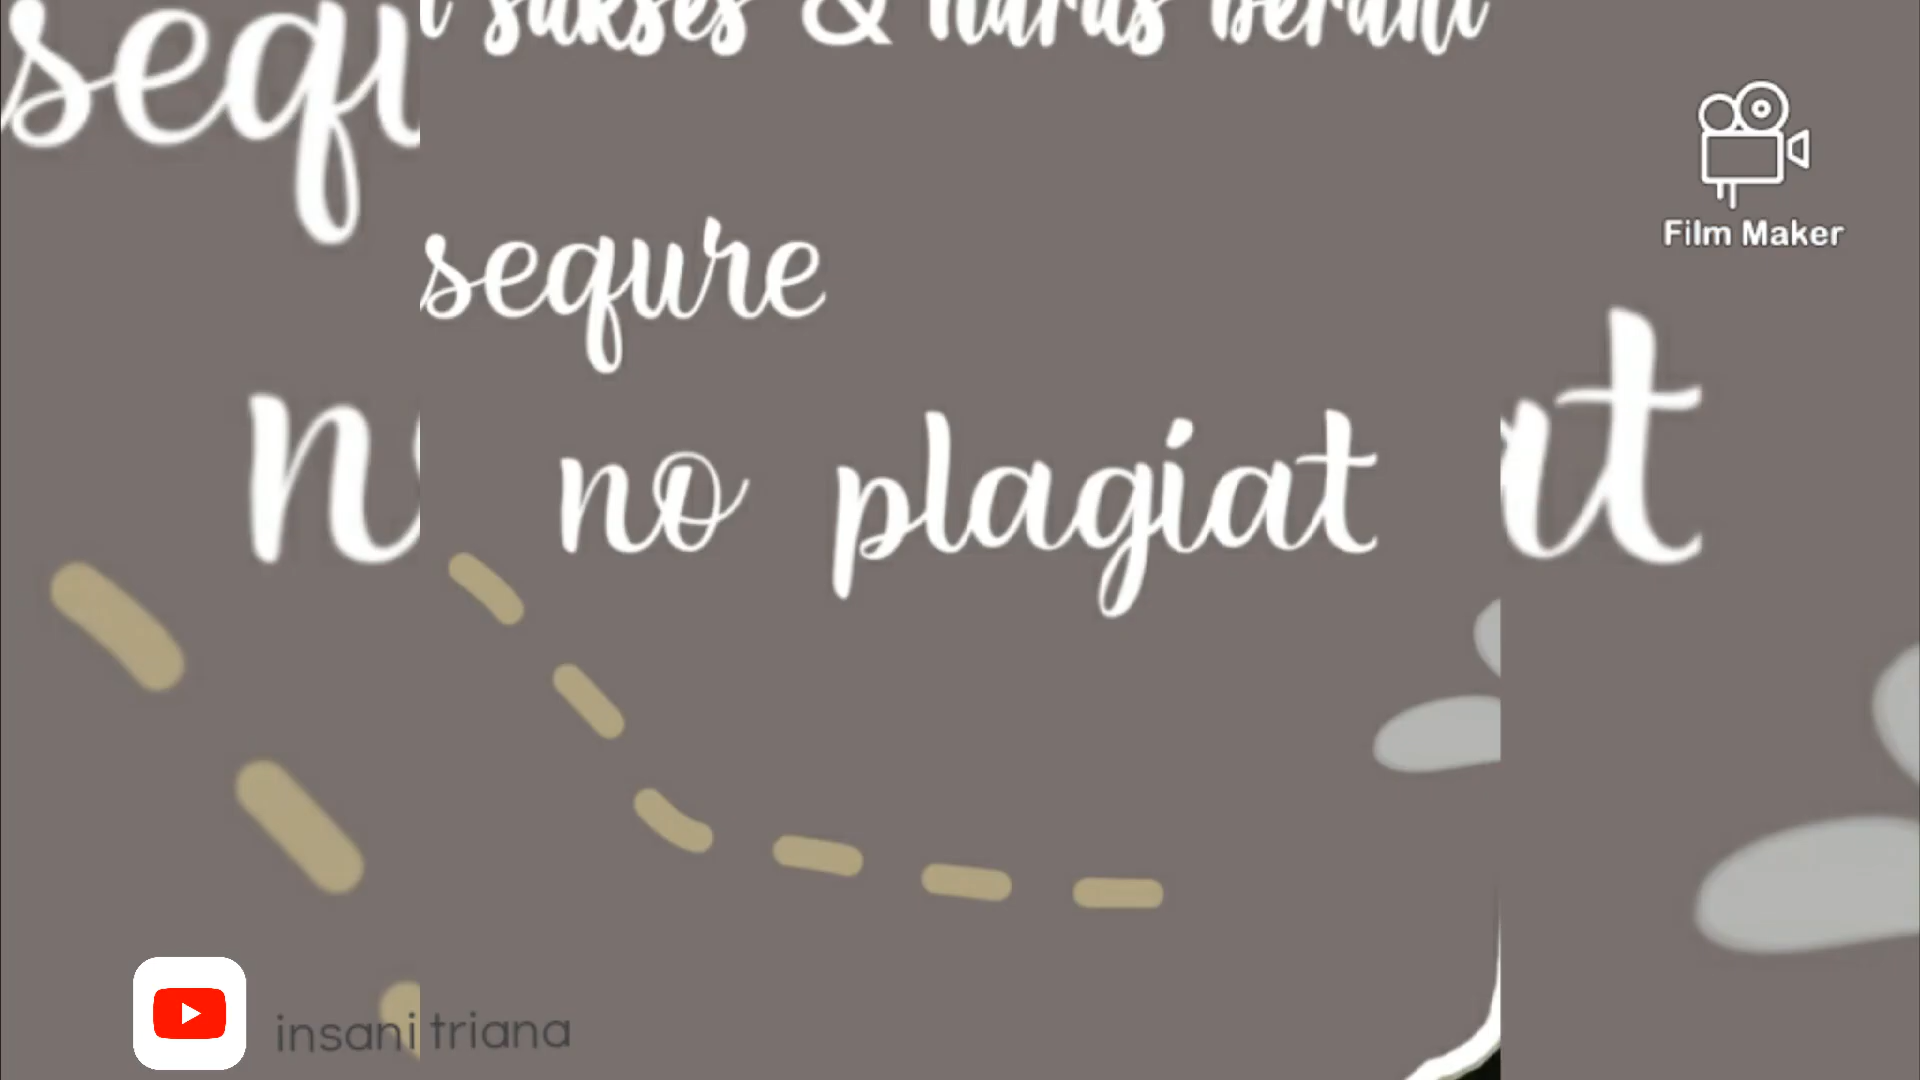 sukses & harus berani
Film Maker
sequre
no plagiat
insani triana